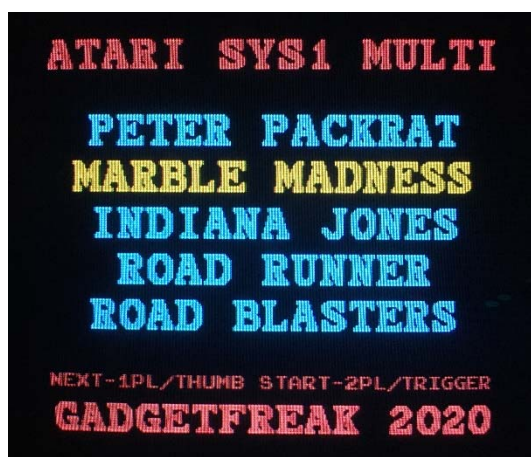 ATARI SYS1 MULTI
PETER PACKRAT
MARBLE MADNESS
INDIANA JONES
ROAD RUNNER
ROAD BLASTERS
NEXT-1PL/THUMB START-2PL/TRIGGER
GADGETFREAK 2020